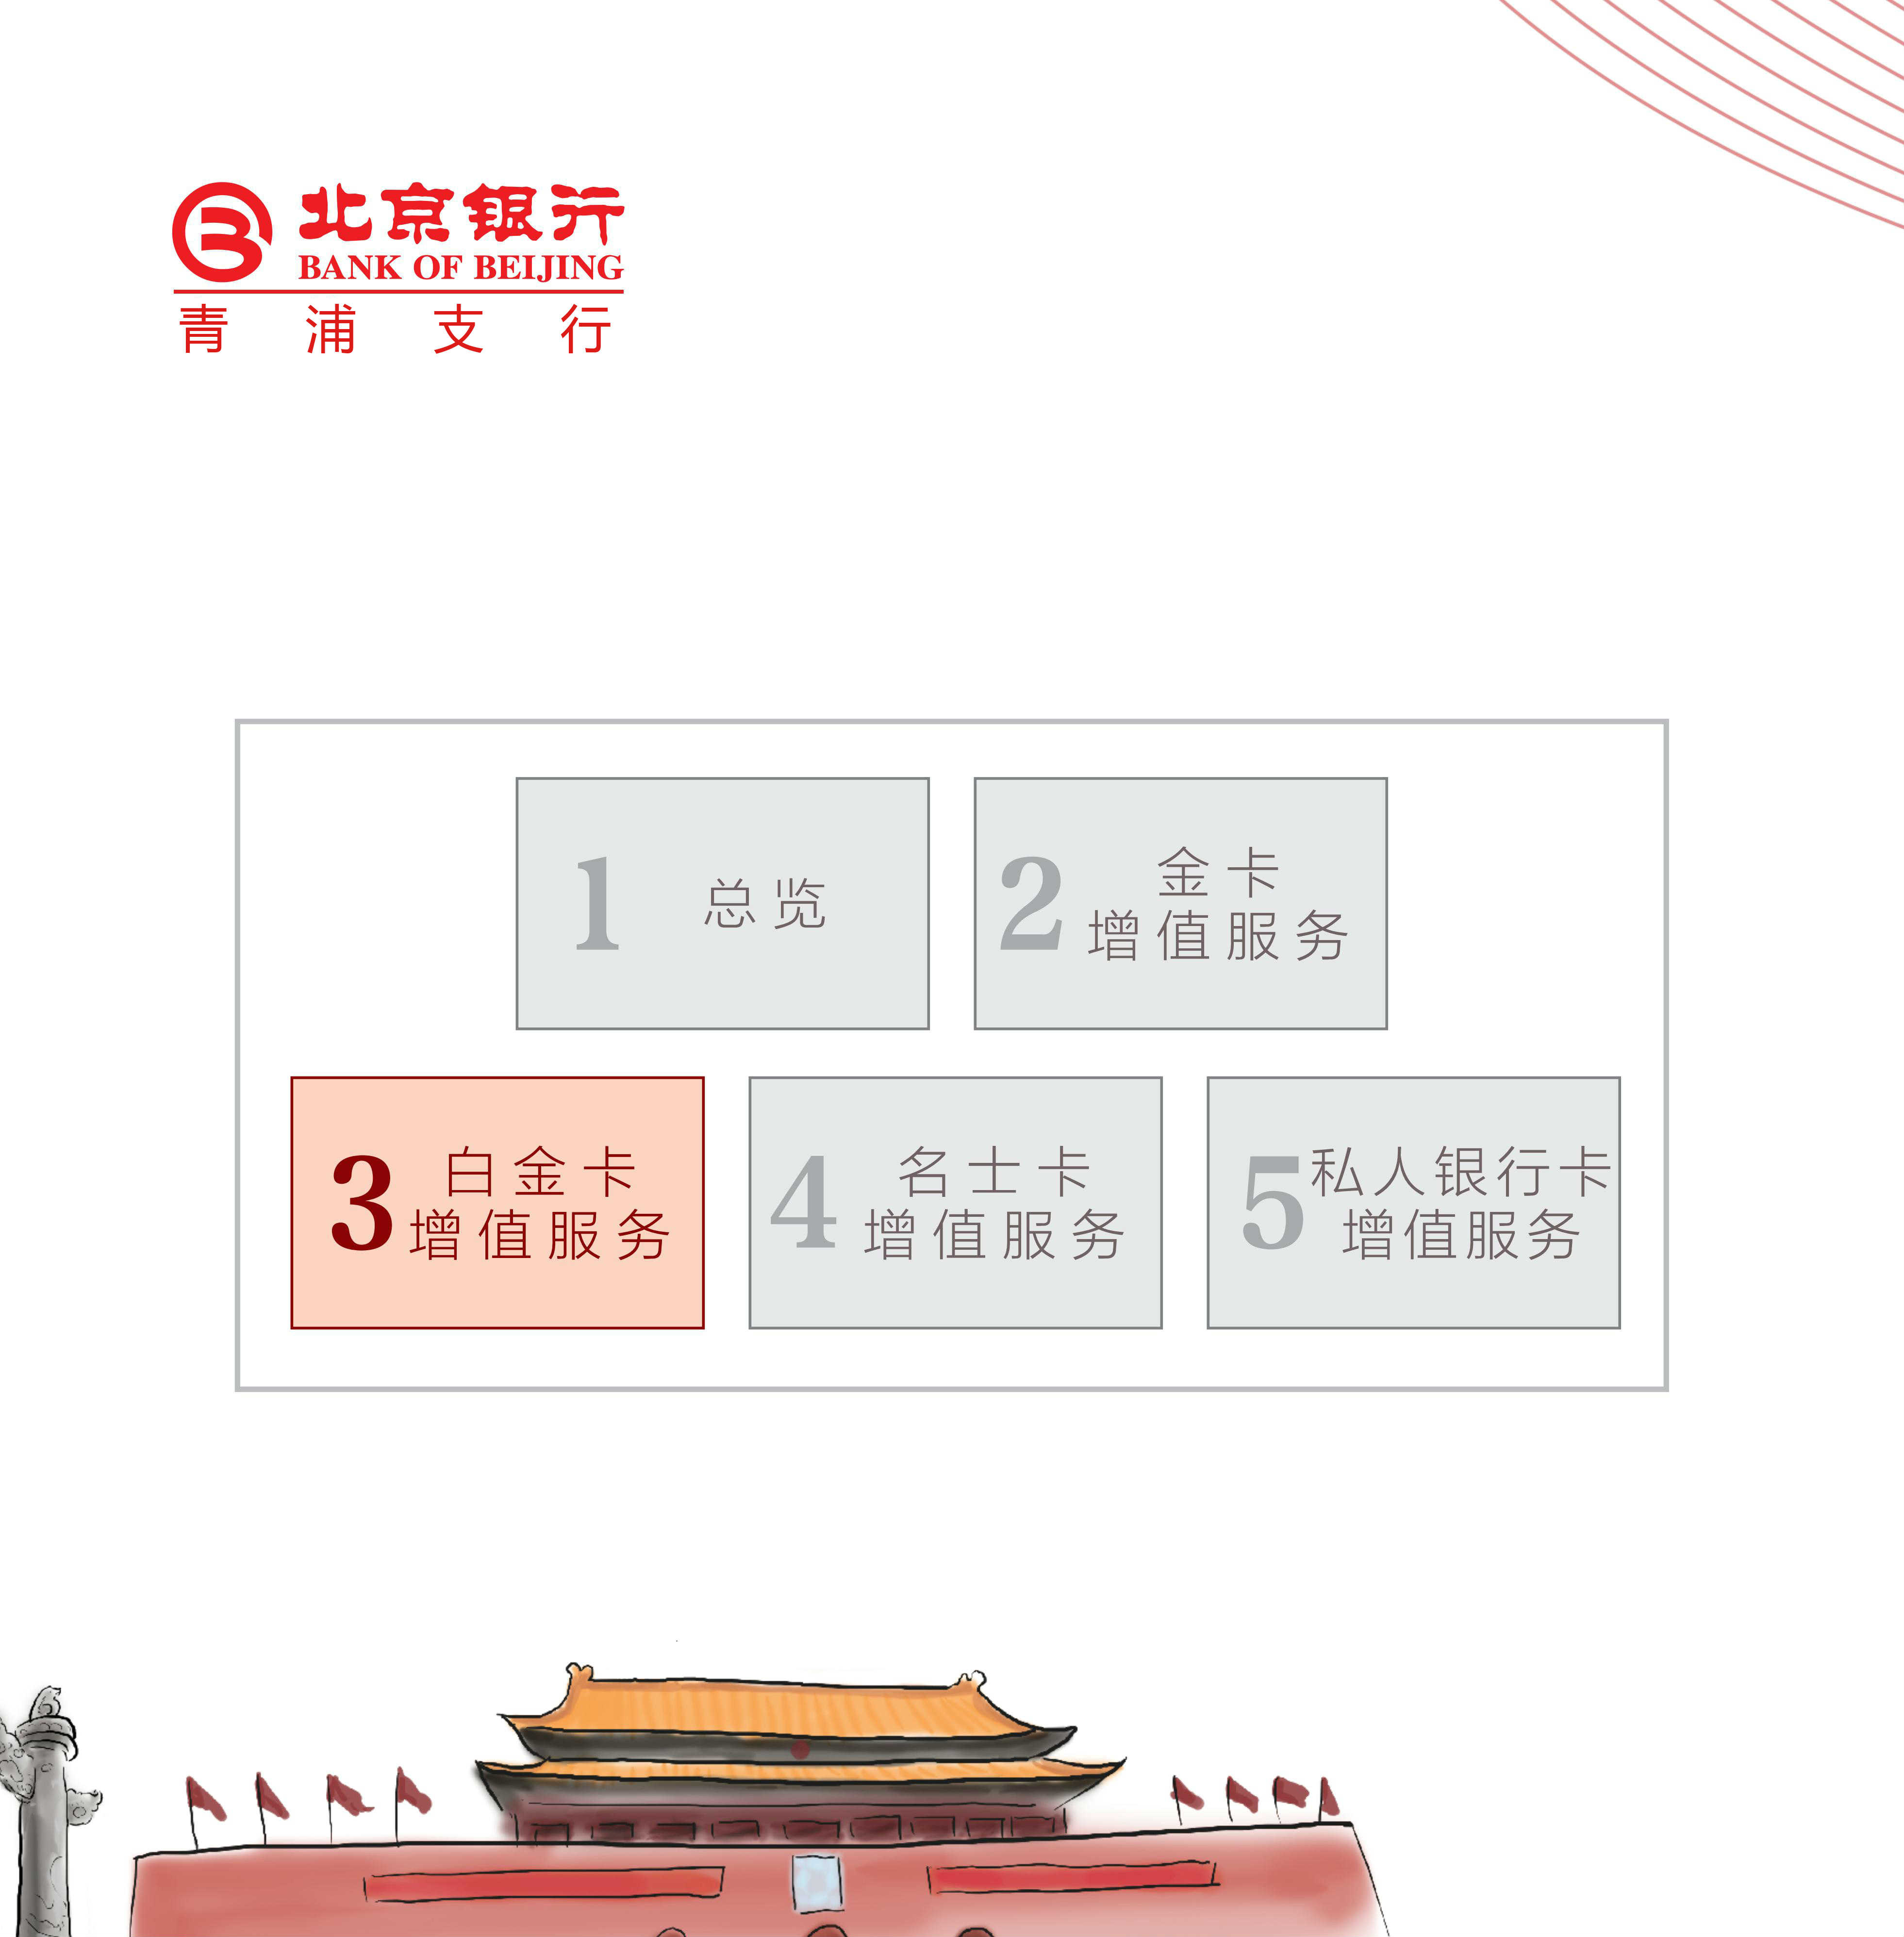 北京银行
BANK OF BEIJING
青浦支行
1 总览
2 金卡
增值服务
3 白金卡
增值服务
4 名士卡
增值服务
5 私人银行卡
增值服务